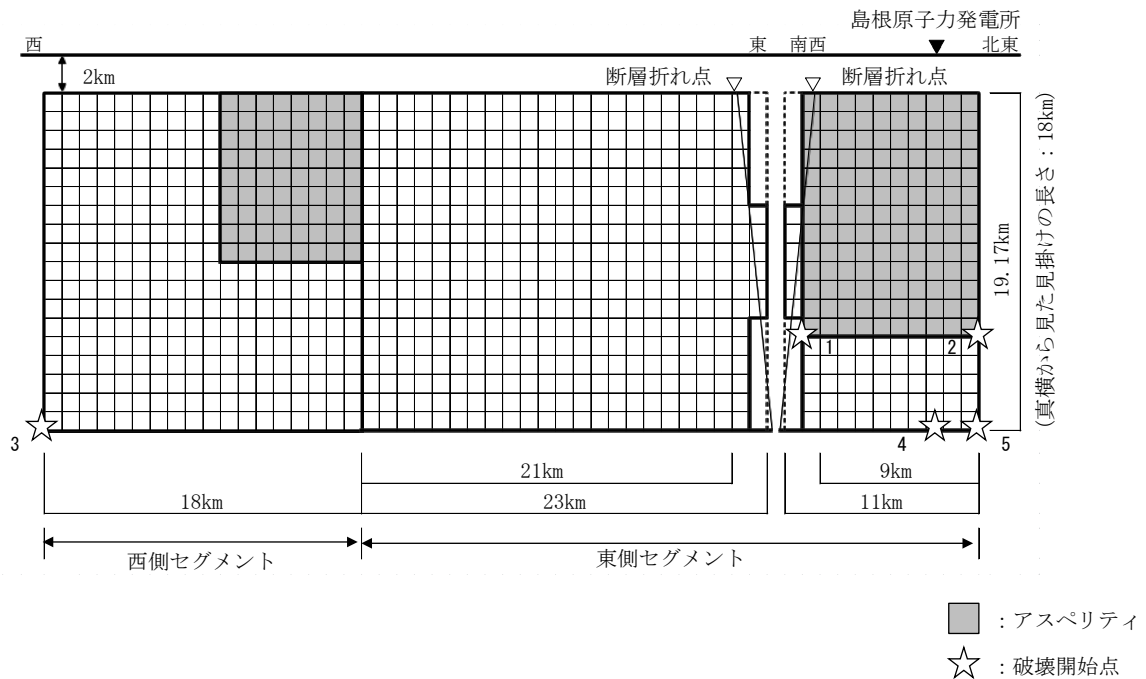 島根原子力発電所
西
東
南西
▼
北東
2km
断層折れ点
▽
▽
断層折れ点
19.17km
(真横から見た見掛けの長さ:18km)
1
2
3
4
5
21km
9km
18km
23km
11km
西側セグメント
東側セグメント
:アスペリティ
☆:破壊開始点